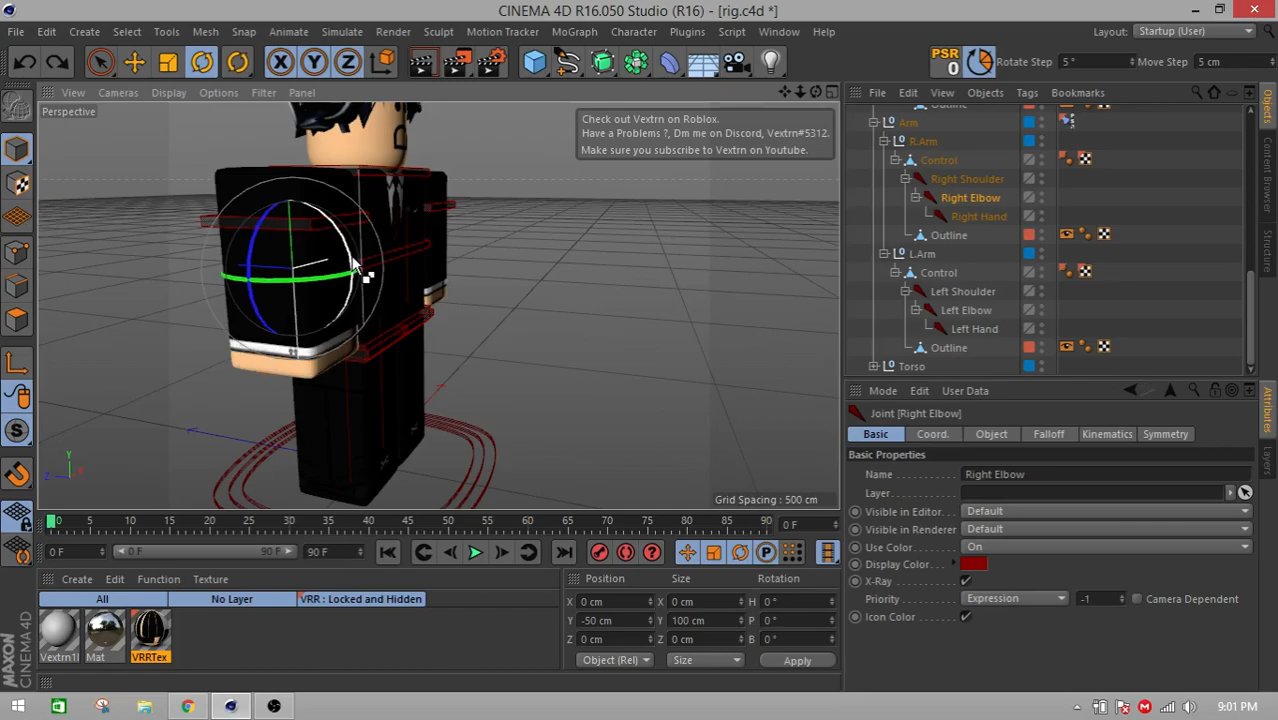 CINEMA 4D R16.050 Studio (R16) - [rig.c4d *]
File Edit Create Select Tools Mesh Snap Animate Simulate Render Sculpt Motion Tracker MoGraph Character Plugins Script Window Help Layout: Startup (User)
X Y Z PSR 0 Rotate Step 5 ° Move Step 5 cm
View Cameras Display Options Filter Panel
File Edit View Objects Tags Bookmarks
Perspective
Check out Vextrn on Roblox.
Have a Problems ?, Dm me on Discord, Vextrn#5312.
Make sure you subscribe to Vextrn on Youtube.
Outline
Arm
R.Arm
Control
Right Shoulder
Right Elbow
Right Hand
Outline
L.Arm
Control
Left Shoulder
Left Elbow
Left Hand
Outline
Torso
Objects
Content Browser
Attributes
Layers
Mode Edit User Data
Joint [Right Elbow]
Basic Coord. Object Falloff Kinematics Symmetry
Basic Properties
Name Right Elbow
Layer
Visible in Editor Default
Visible in Renderer Default
Use Color On
Display Color
X-Ray
Priority Expression -1 Camera Dependent
Icon Color
Y
Z X
Grid Spacing : 500 cm
0 5 10 15 20 25 30 35 40 45 50 55 60 65 70 75 80 85 90 0 F
0 F 0 F 90 F 90 F
Create Edit Function Texture
All No Layer VRR : Locked and Hidden
Vextrn1 Mat VRRTex
Position Size Rotation
X 0 cm X 0 cm H 0 °
Y -50 cm Y 100 cm P 0 °
Z 0 cm Z 0 cm B 0 °
Object (Rel) Size Apply
MAXON CINEMA 4D
9:01 PM